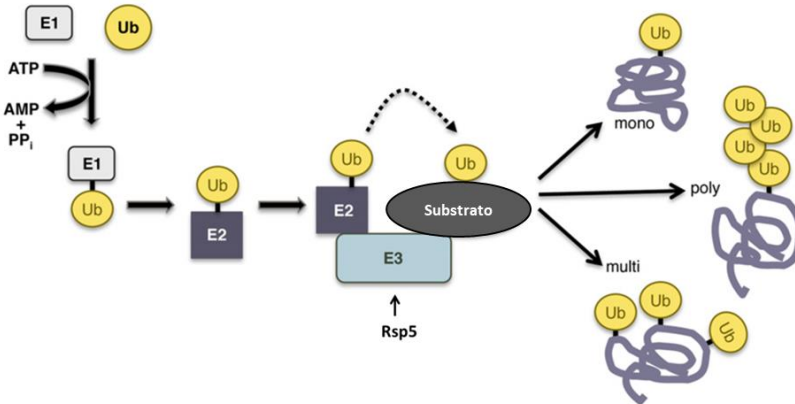 E1
Ub
ATP
AMP
+
PPi
E1
Ub
Ub
E2
Ub
E2
Ub
Substrato
E3
Rsp5
Ub
mono
Ub
Ub
Ub
Ub
poly
multi
Ub
Ub
Ub